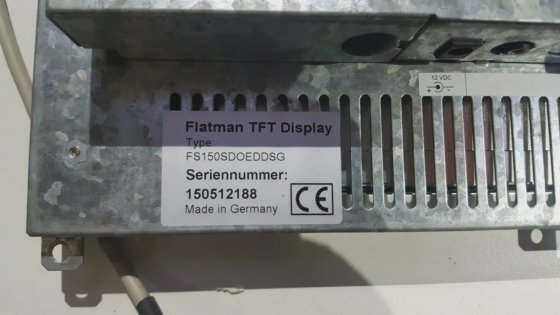 12 VDC
+ -
Flatman TFT Display
Type:
FS150SDOEDDSG
Seriennummer:
150512188
Made in Germany
CE